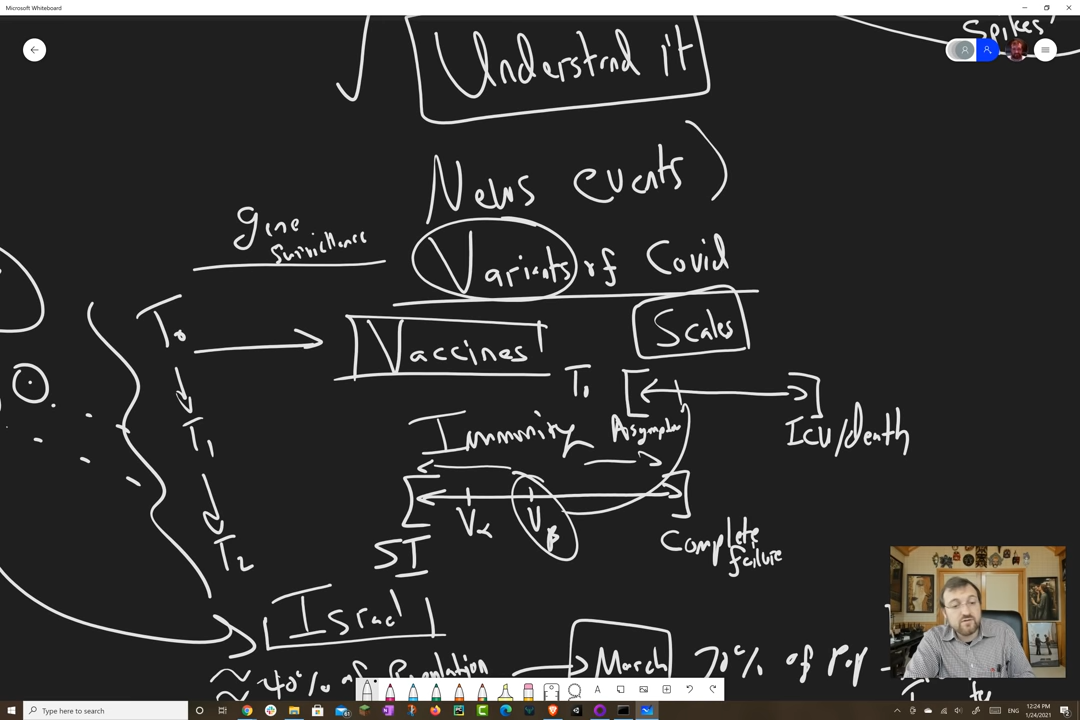 Microsoft Whiteboard
Spikes
Understand it
News events )
gene
surveillance
Variants of Covid
T0
Vaccines
Scales
T1
Immunity
Asymptom
ICU/death
T1
Vα
Vβ
ST
Complete
failure
T2
Israel
≈ 40% of Population
March
70% of Pop
Type here to search
12:24 PM
1/24/2021